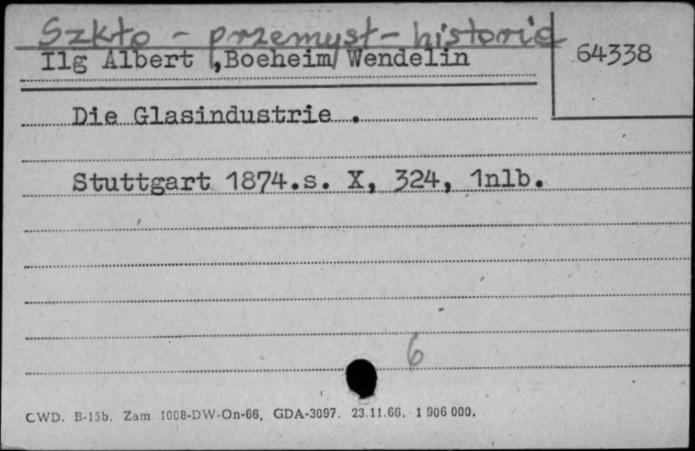 Szkło - przemysł - historia
Ilg Albert ,Boeheim Wendelin
64338
Die Glasindustrie .
Stuttgart 1874.s. X, 324, 1nlb.
6
CWD. B-15b. Zam 1008-DW-On-66, GDA-3097. 23.11.66. 1 906 000.